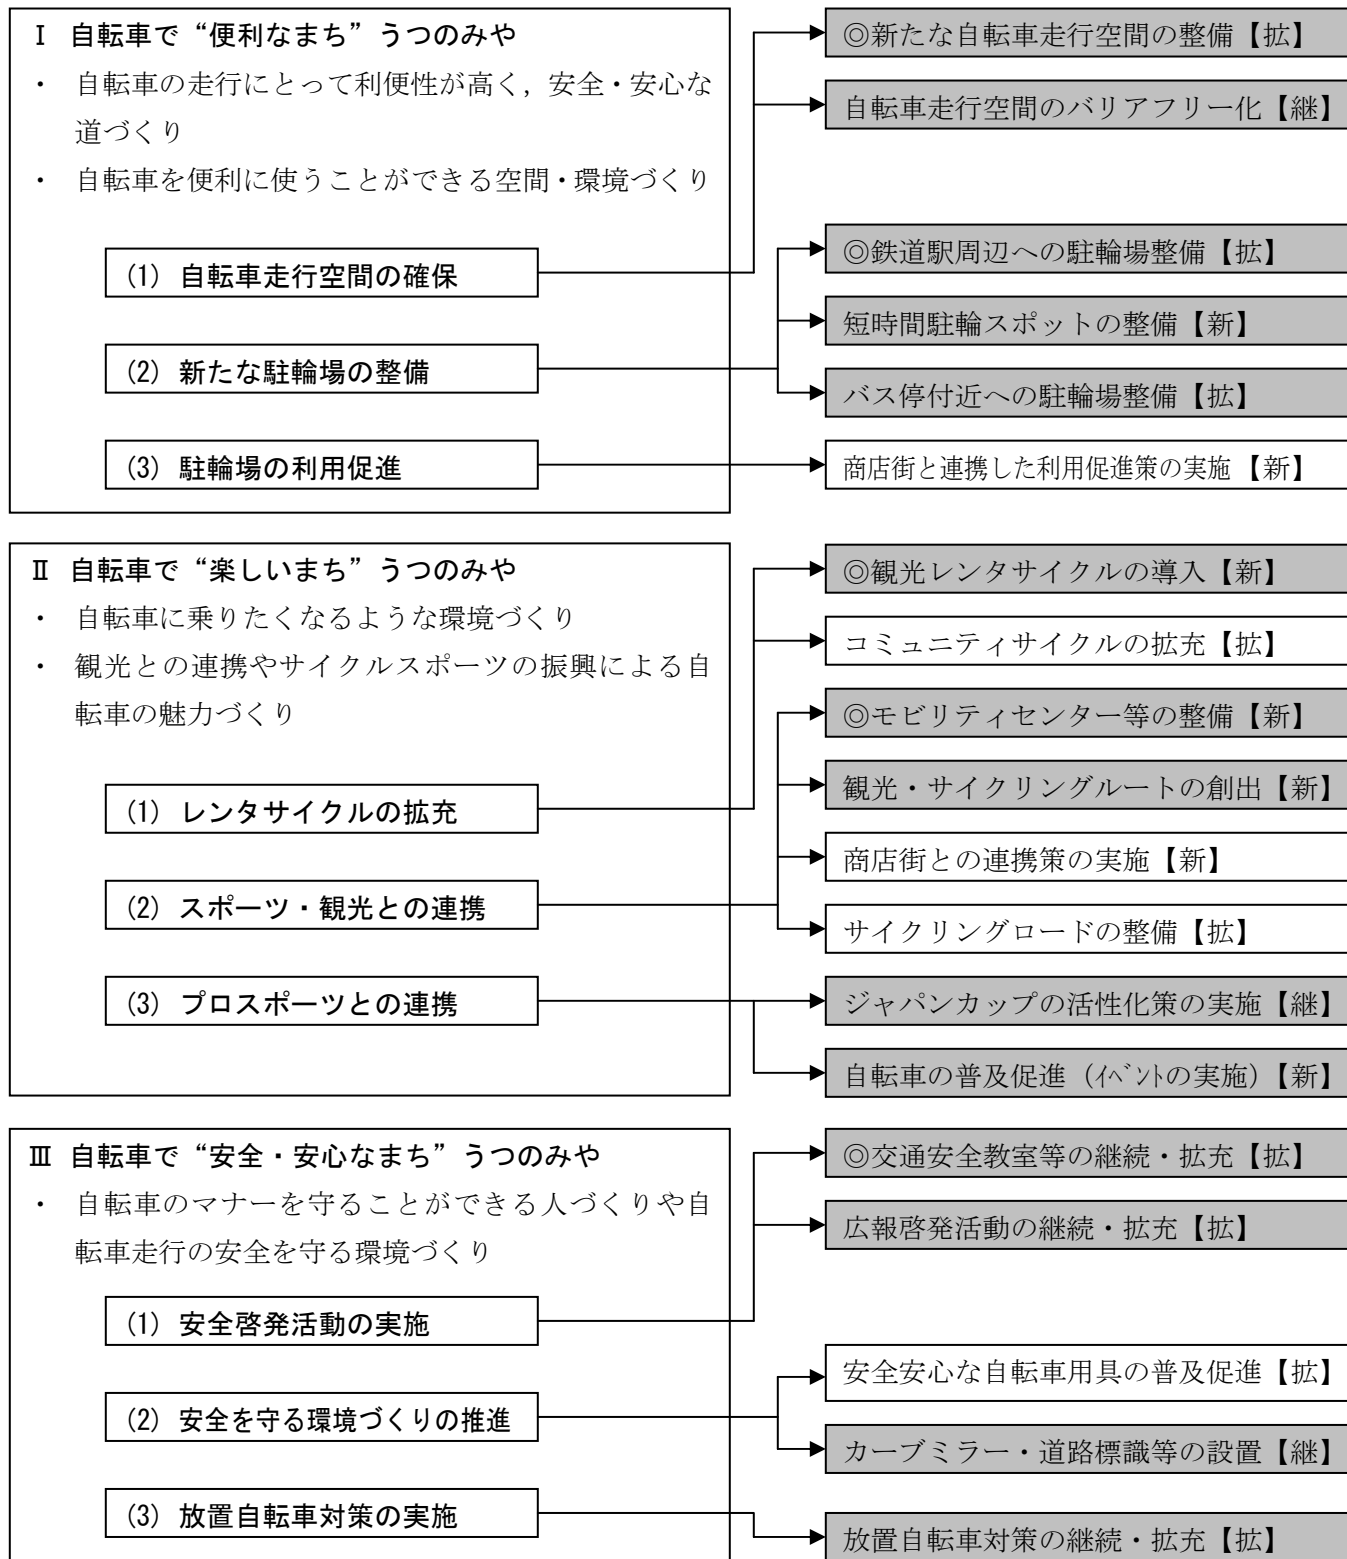 Ⅰ 自転車で“便利なまち”うつのみや
・ 自転車の走行にとって利便性が高く，安全・安心な
道づくり
・ 自転車を便利に使うことができる空間・環境づくり
(1) 自転車走行空間の確保
(2) 新たな駐輪場の整備
(3) 駐輪場の利用促進
◎新たな自転車走行空間の整備【拡】
自転車走行空間のバリアフリー化【継】
◎鉄道駅周辺への駐輪場整備【拡】
短時間駐輪スポットの整備【新】
バス停付近への駐輪場整備【拡】
商店街と連携した利用促進策の実施【新】
Ⅱ 自転車で“楽しいまち”うつのみや
・ 自転車に乗りたくなるような環境づくり
・ 観光との連携やサイクルスポーツの振興による自
転車の魅力づくり
(1) レンタサイクルの拡充
(2) スポーツ・観光との連携
(3) プロスポーツとの連携
◎観光レンタサイクルの導入【新】
コミュニティサイクルの拡充【拡】
◎モビリティセンター等の整備【新】
観光・サイクリングルートの創出【新】
商店街との連携策の実施【新】
サイクリングロードの整備【拡】
ジャパンカップの活性化策の実施【継】
自転車の普及促進（ｲﾍﾞﾝﾄの実施）【新】
Ⅲ 自転車で“安全・安心なまち”うつのみや
・ 自転車のマナーを守ることができる人づくりや自
転車走行の安全を守る環境づくり
(1) 安全啓発活動の実施
(2) 安全を守る環境づくりの推進
(3) 放置自転車対策の実施
◎交通安全教室等の継続・拡充【拡】
広報啓発活動の継続・拡充【拡】
安全安心な自転車用具の普及促進【拡】
カーブミラー・道路標識等の設置【継】
放置自転車対策の継続・拡充【拡】